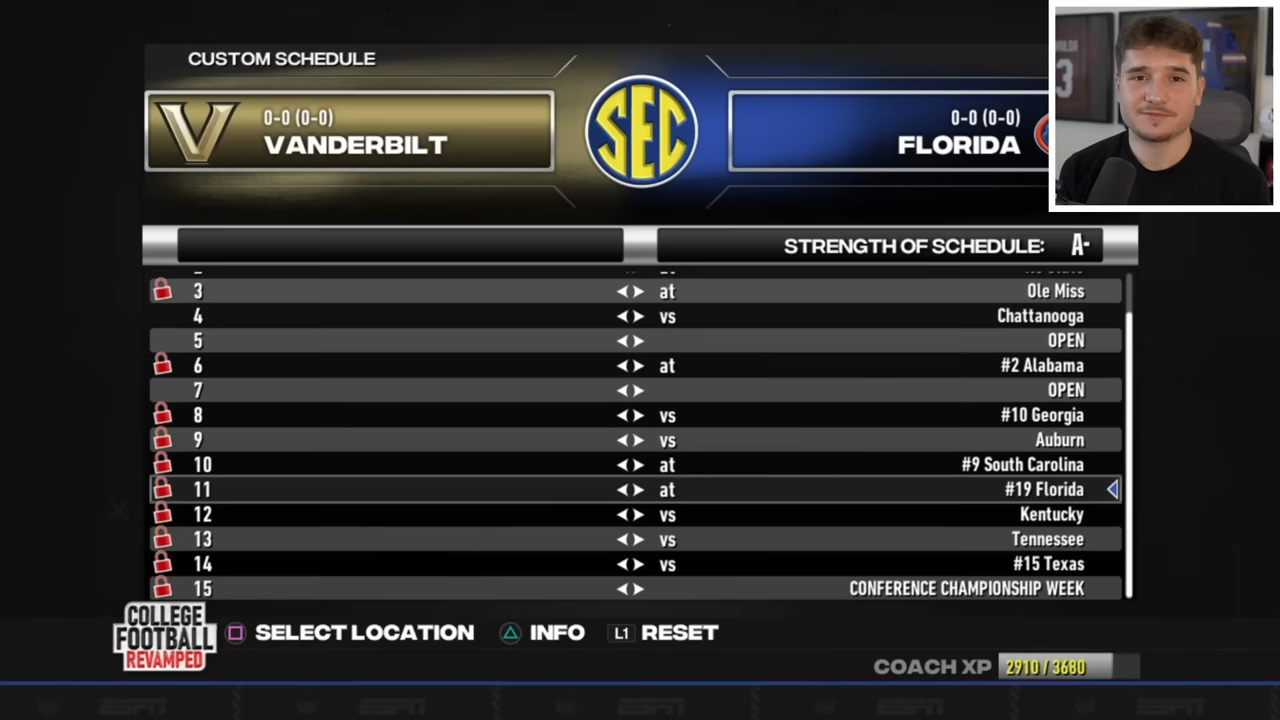 CUSTOM SCHEDULE
0-0 (0-0)
VANDERBILT
SEC
0-0 (0-0)
FLORIDA
STRENGTH OF SCHEDULE: A-
3 at Ole Miss
4 vs Chattanooga
5 OPEN
6 at #2 Alabama
7 OPEN
8 vs #10 Georgia
9 vs Auburn
10 at #9 South Carolina
11 at #19 Florida
12 vs Kentucky
13 vs Tennessee
14 vs #15 Texas
15 CONFERENCE CHAMPIONSHIP WEEK
COLLEGE
FOOTBALL
REVAMPED
SELECT LOCATION INFO L1 RESET
COACH XP 2910 / 3680